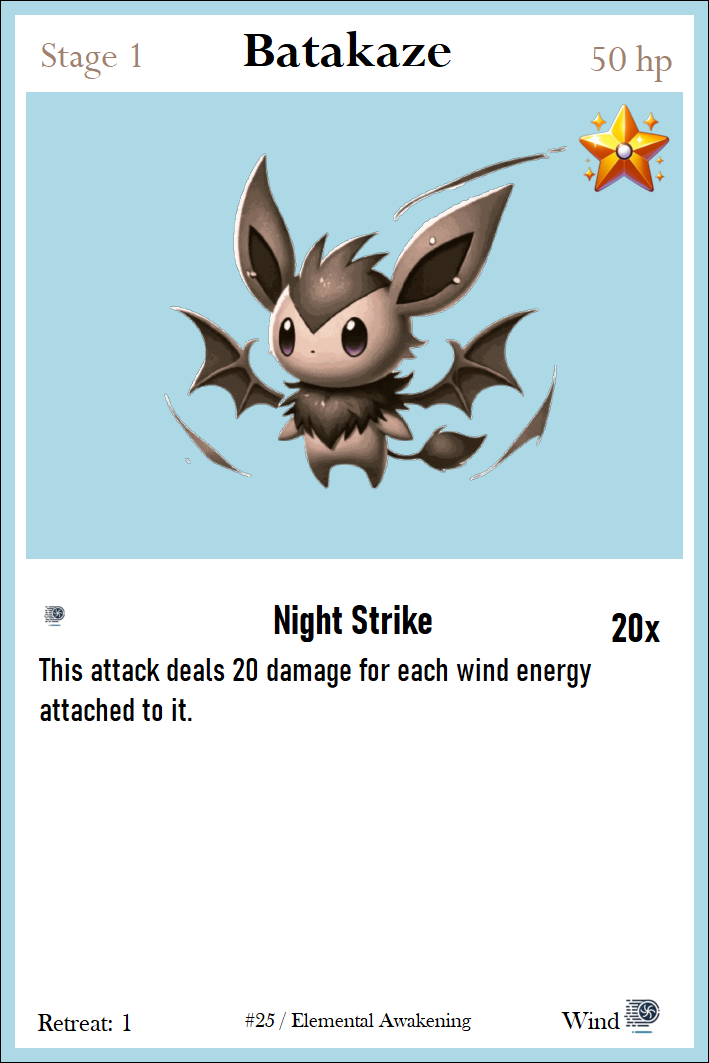 Stage 1
Batakaze
50 hp
Night Strike
20x
This attack deals 20 damage for each wind energy
attached to it.
Retreat: 1
#25 / Elemental Awakening
Wind